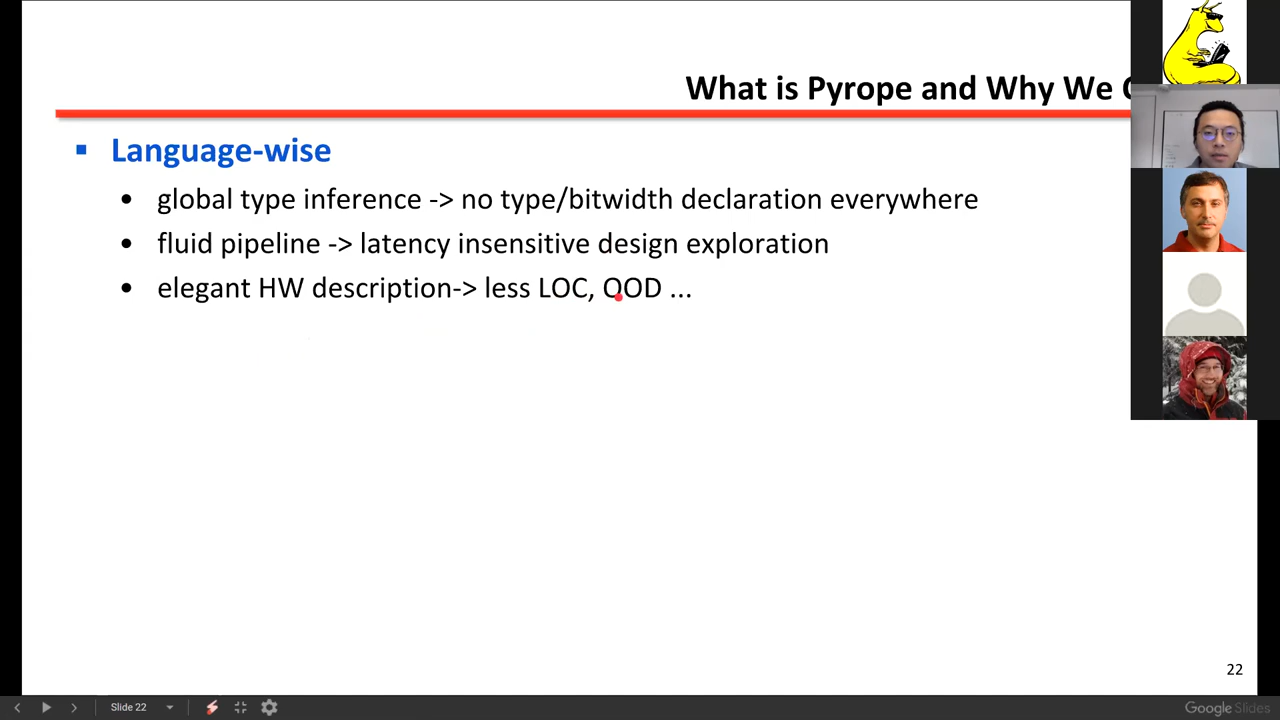 What is Pyrope and Why We
Language-wise
global type inference -> no type/bitwidth declaration everywhere
fluid pipeline -> latency insensitive design exploration
elegant HW description-> less LOC, OOD ...
22
Slide 22
Google Slides